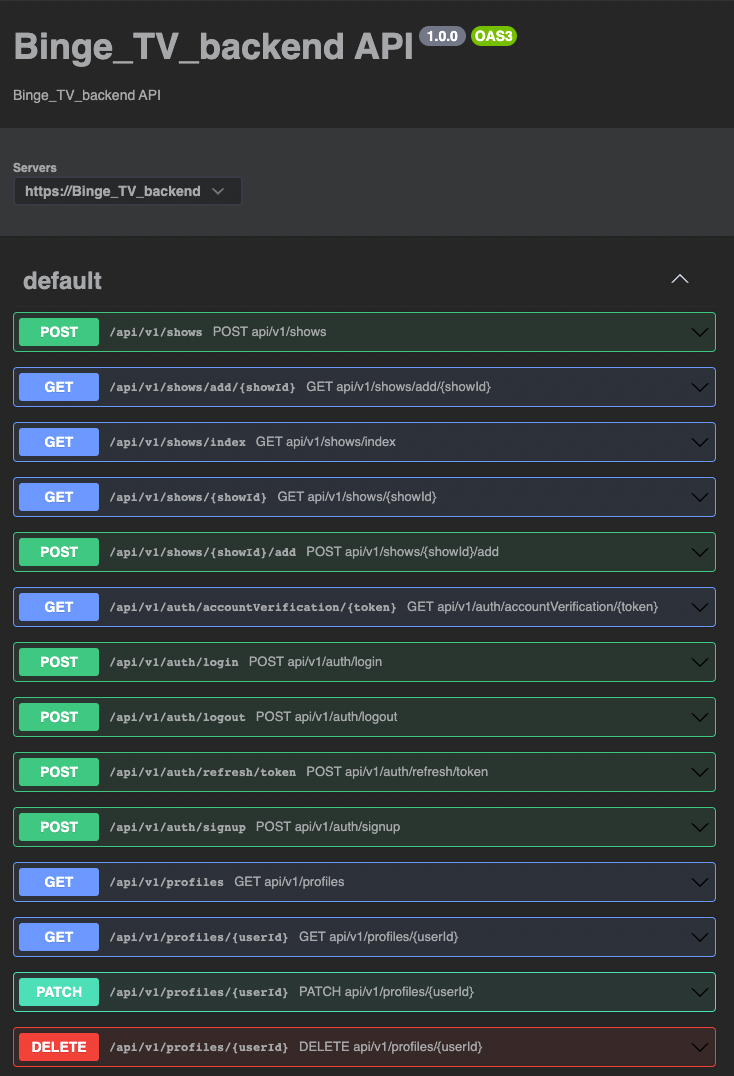 Binge_TV_backend API 1.0.0 OAS3
Binge_TV_backend API
Servers
https://Binge_TV_backend
default
POST /api/v1/shows POST api/v1/shows
GET /api/v1/shows/add/{showId} GET api/v1/shows/add/{showId}
GET /api/v1/shows/index GET api/v1/shows/index
GET /api/v1/shows/{showId} GET api/v1/shows/{showId}
POST /api/v1/shows/{showId}/add POST api/v1/shows/{showId}/add
GET /api/v1/auth/accountVerification/{token} GET api/v1/auth/accountVerification/{token}
POST /api/v1/auth/login POST api/v1/auth/login
POST /api/v1/auth/logout POST api/v1/auth/logout
POST /api/v1/auth/refresh/token POST api/v1/auth/refresh/token
POST /api/v1/auth/signup POST api/v1/auth/signup
GET /api/v1/profiles GET api/v1/profiles
GET /api/v1/profiles/{userId} GET api/v1/profiles/{userId}
PATCH /api/v1/profiles/{userId} PATCH api/v1/profiles/{userId}
DELETE /api/v1/profiles/{userId} DELETE api/v1/profiles/{userId}